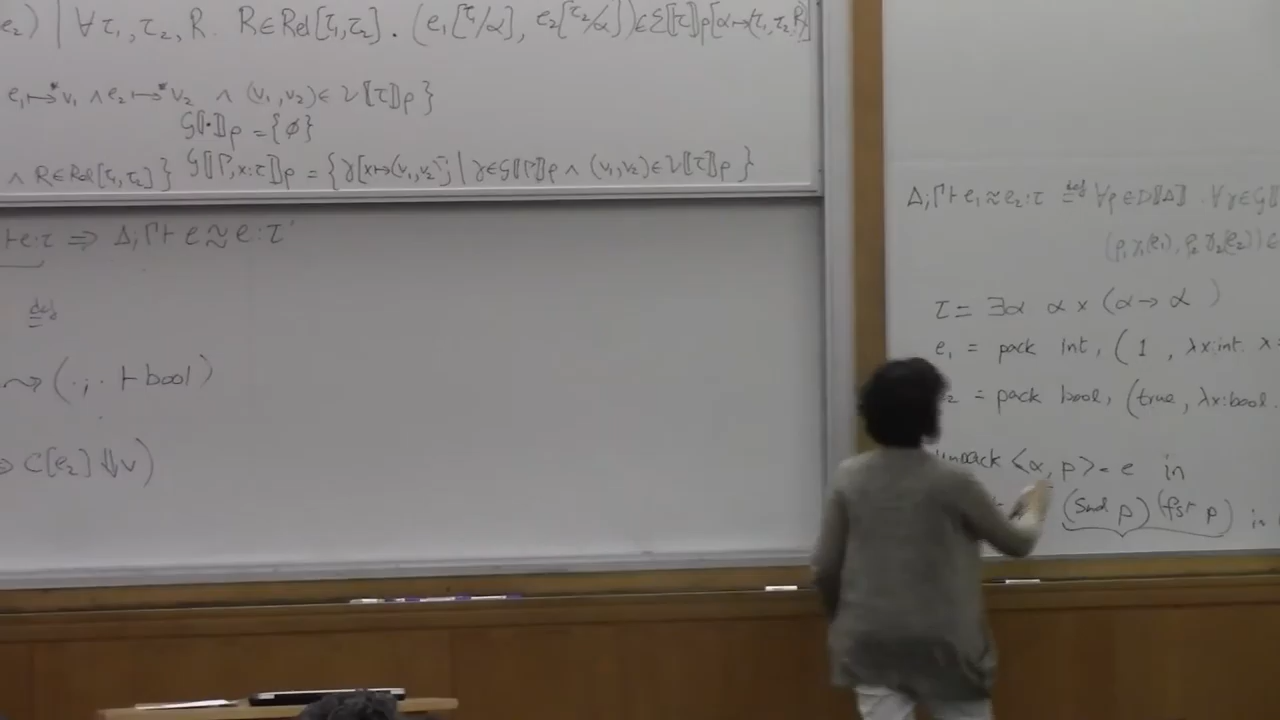 e₂) | ∀ τ₁, τ₂, R. R ∈ Rel[τ₁,τ₂] . (e₁[τ₁/α], e₂[τ₂/α]) ∈ Ɛ⟦τ⟧ρ[α↦(τ₁,τ₂,R)]
e₁ ↦* v₁ ∧ e₂ ↦* v₂ ∧ (v₁,v₂) ∈ 𝒱⟦τ⟧ρ }
𝒢⟦·⟧ρ = {∅}
∧ R∈Rel[τ₁,τ₂] } 𝒢⟦Γ, x:τ⟧ρ = { γ[x↦(v₁,v₂)] | γ∈𝒢⟦Γ⟧ρ ∧ (v₁,v₂) ∈ 𝒱⟦τ⟧ρ }
⊢ e:τ ⇒ Δ;Γ ⊢ e ≈ e : τ
def
=
⇝ (·;· ⊢ bool)
⇒ C[e₂] ⇓ v)
Δ;Γ ⊢ e₁ ≈ e₂ : τ ≝ ∀ρ ∈ D⟦Δ⟧ . ∀γ ∈ 𝒢⟦
(ρ₁γ₁(e₁), ρ₂γ₂(e₂)) ∈
τ = ∃α α × (α → α )
e₁ = pack int, (1 , λx:int. x
= pack bool, (true, λx:bool.
unpack <α, p> = e in
(snd p) (fst p) in